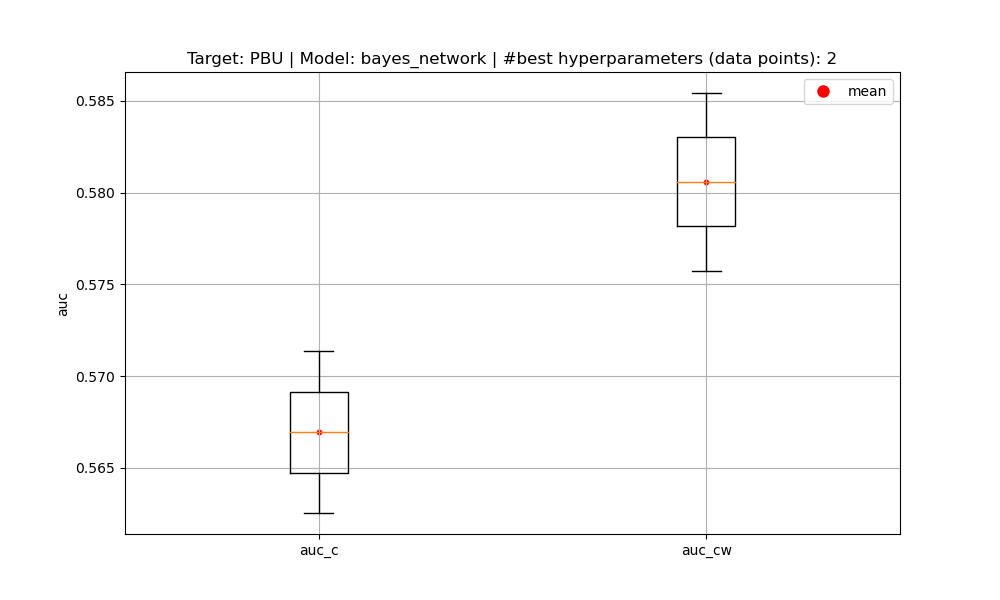 Target: PBU | Model: bayes_network | #best hyperparameters (data points): 2
mean
0.585
0.580
0.575
0.570
0.565
auc
auc_c
auc_cw